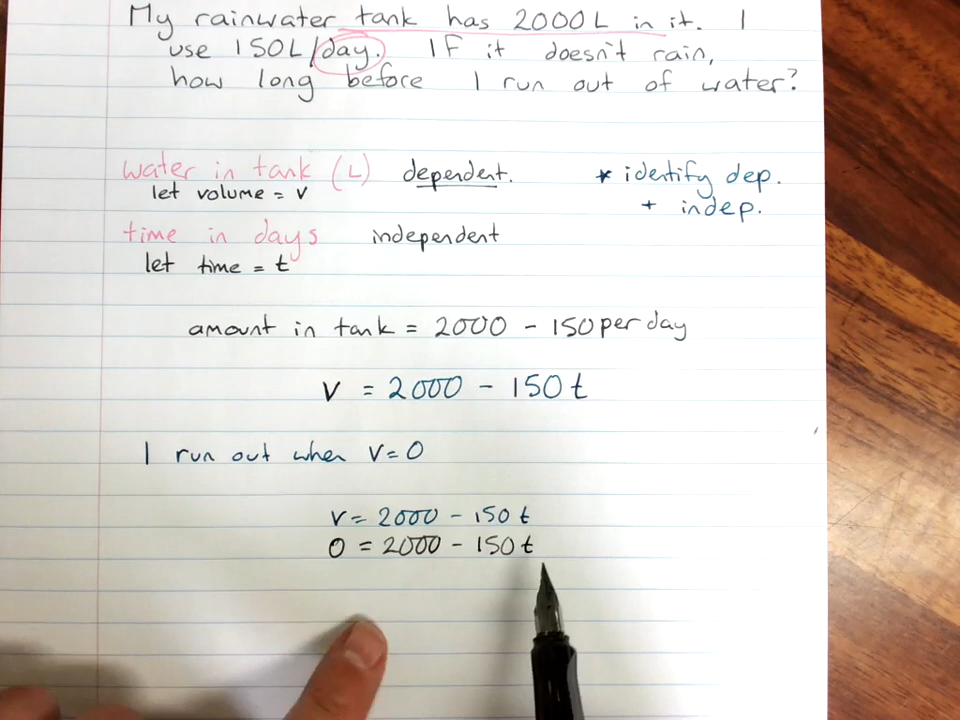 My rainwater tank has 2000L in it. I
use 150L/day. If it doesn't rain,
how long before I run out of water?
water in tank (L) dependent. * identify dep.
let volume = v + indep.
time in days independent
let time = t
amount in tank = 2000 - 150 per day
v = 2000 - 150t
I run out when v=0
v = 2000 - 150t
0 = 2000 - 150t